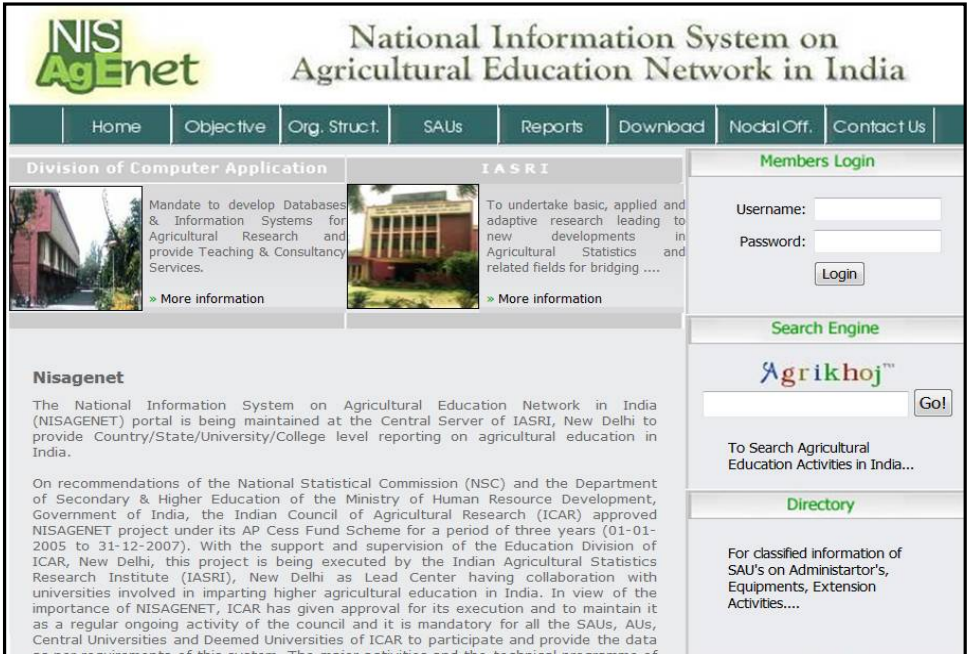 NIS
AgEnet
National Information System on
Agricultural Education Network in India
Home Objective Org. Struct. SAUs Reports Download Nodal Off. Contact Us
Division of Computer Application
Mandate to develop Databases
& Information Systems for
Agricultural Research and
provide Teaching & Consultancy
Services.
» More information
I A S R I
To undertake basic, applied and
adaptive research leading to
new developments in
Agricultural Statistics and
related fields for bridging ....
» More information
Members Login
Username:
Password:
Login
Search Engine
Agrikhoj™
Go!
To Search Agricultural
Education Activities in India...
Directory
For classified information of
SAU's on Administartor's,
Equipments, Extension
Activities....
Nisagenet
The National Information System on Agricultural Education Network in India
(NISAGENET) portal is being maintained at the Central Server of IASRI, New Delhi to
provide Country/State/University/College level reporting on agricultural education in
India.
On recommendations of the National Statistical Commission (NSC) and the Department
of Secondary & Higher Education of the Ministry of Human Resource Development,
Government of India, the Indian Council of Agricultural Research (ICAR) approved
NISAGENET project under its AP Cess Fund Scheme for a period of three years (01-01-
2005 to 31-12-2007). With the support and supervision of the Education Division of
ICAR, New Delhi, this project is being executed by the Indian Agricultural Statistics
Research Institute (IASRI), New Delhi as Lead Center having collaboration with
universities involved in imparting higher agricultural education in India. In view of the
importance of NISAGENET, ICAR has given approval for its execution and to maintain it
as a regular ongoing activity of the council and it is mandatory for all the SAUs, AUs,
Central Universities and Deemed Universities of ICAR to participate and provide the data
as per requirements of this system. The major activities and the technical programme of